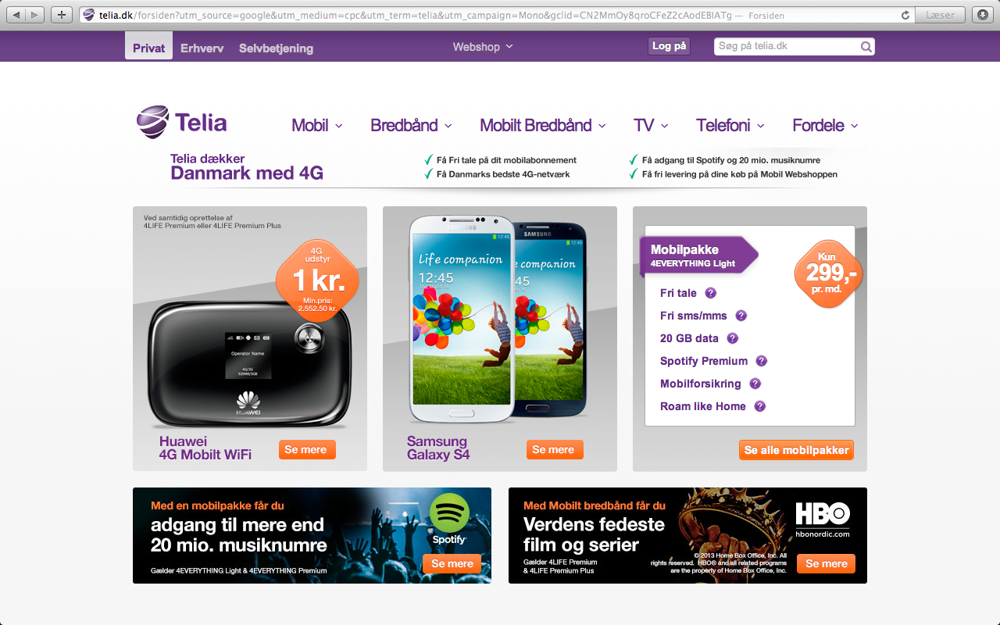 telia.dk/forsiden?utm_source=google&utm_medium=cpc&utm_term=telia&utm_campaign=Mono&gclid=CN2MmOy8qroCFeZ2cAodEBIATg — Forsiden
Læser
Privat
Erhverv
Selvbetjening
Webshop
Log på
Søg på telia.dk
Telia
Mobil
Bredbånd
Mobilt Bredbånd
TV
Telefoni
Fordele
Telia dækker
Danmark med 4G
Få Fri tale på dit mobilabonnement
Få Danmarks bedste 4G-netværk
Få adgang til Spotify og 20 mio. musiknumre
Få fri levering på dine køb på Mobil Webshoppen
Ved samtidig oprettelse af
4LIFE Premium eller 4LIFE Premium Plus
4G
udstyr
1 kr.
Min.pris:
2.552.50 kr.
Operator Name
4G/3G
920MB/5GB
HUAWEI
Huawei
4G Mobilt WiFi
Se mere
SAMSUNG
12:45
Life companion
12:45
SAMSUNG
12:45
companion
Samsung
Galaxy S4
Se mere
Mobilpakke
4EVERYTHING Light
Kun
299,-
pr. md.
Fri tale ?
Fri sms/mms ?
20 GB data ?
Spotify Premium ?
Mobilforsikring ?
Roam like Home ?
Se alle mobilpakker
Med en mobilpakke får du
adgang til mere end
20 mio. musiknumre
Gælder 4EVERYTHING Light & 4EVERYTHING Premium
Spotify
Se mere
Med Mobilt bredbånd får du
Verdens fedeste
film og serier
Gælder 4LIFE Premium
& 4LIFE Premium Plus
HBO
hbonordic.com
© 2013 Home Box Office, Inc. All
rights reserved. HBO® and all related programs
are the property of Home Box Office, Inc.
Se mere